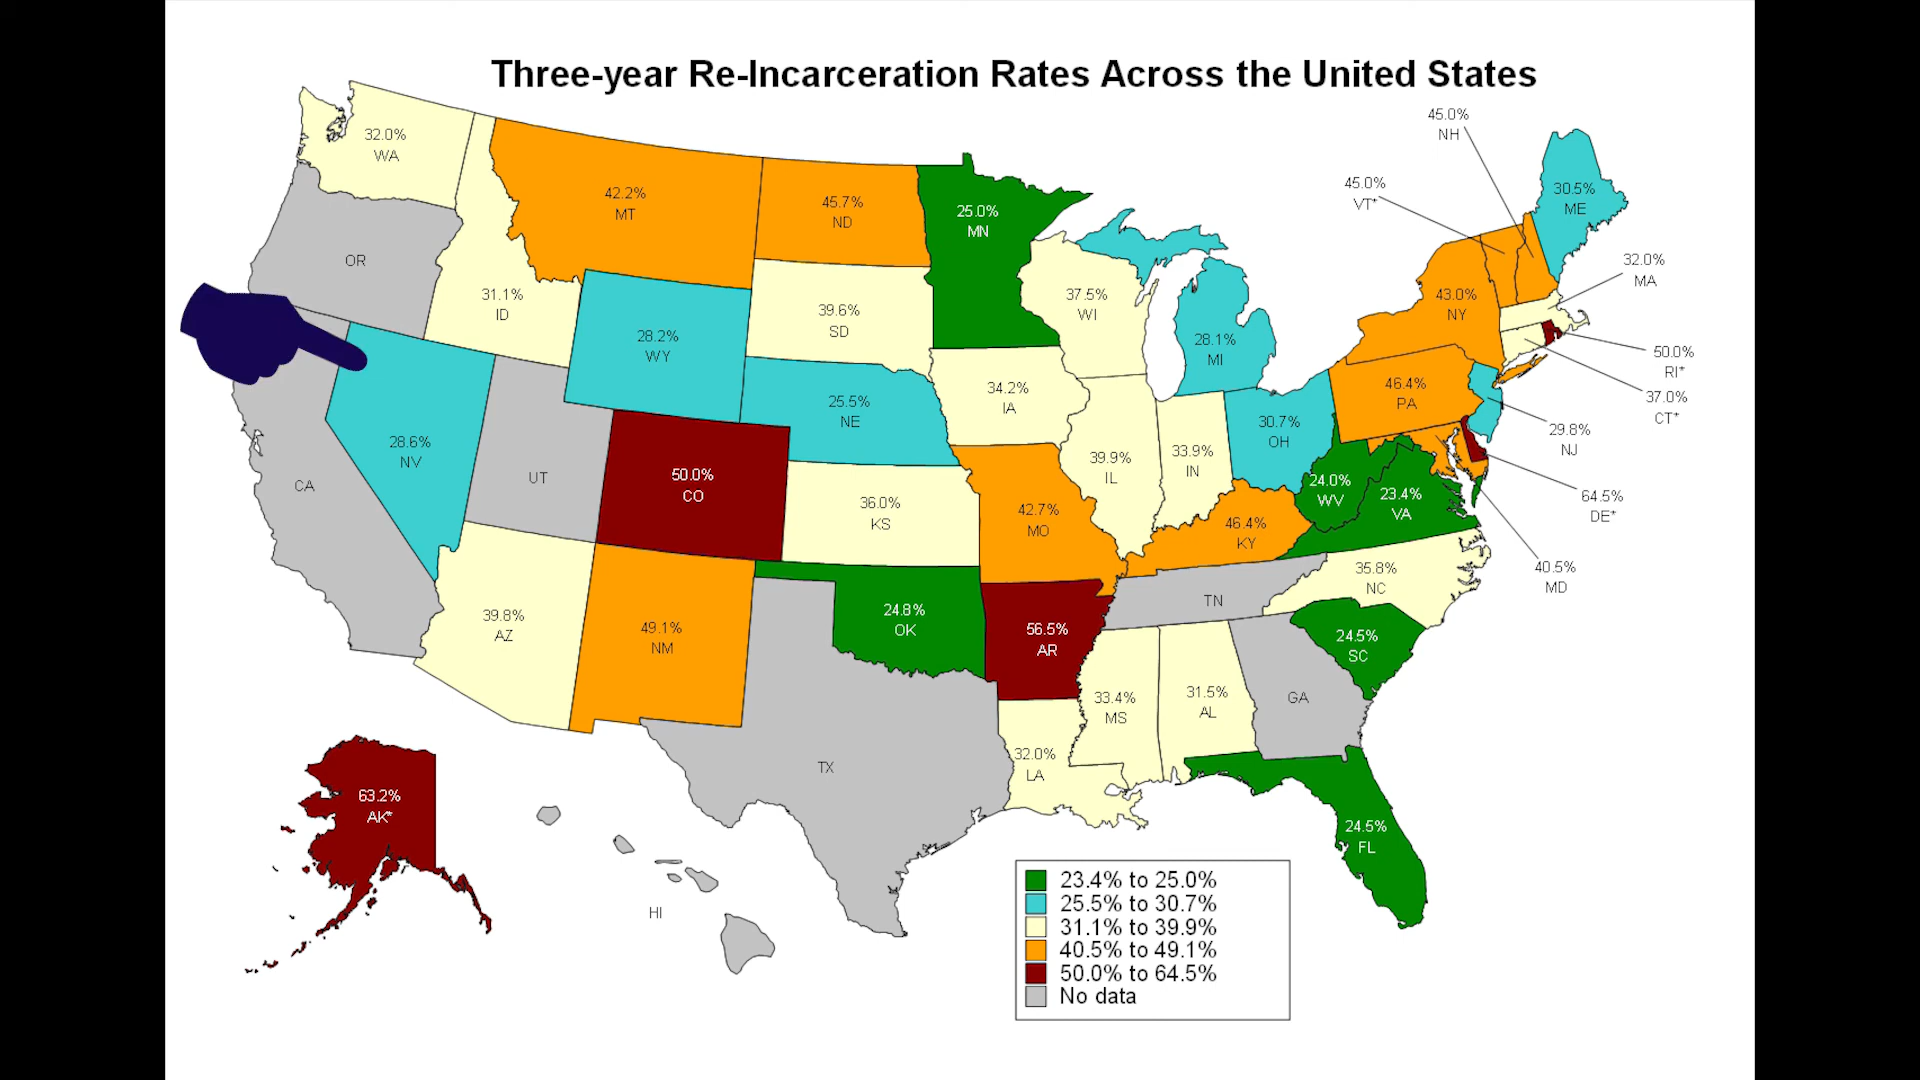 Three-year Re-Incarceration Rates Across the United States
45.0%
NH
32.0%
WA
45.0%
VT*
30.5%
ME
42.2%
MT
45.7%
ND
25.0%
MN
OR
32.0%
MA
31.1%
ID
39.6%
SD
37.5%
WI
43.0%
NY
28.2%
WY
28.1%
MI
50.0%
RI*
34.2%
IA
46.4%
PA
37.0%
CT*
25.5%
NE
28.6%
NV
30.7%
OH
29.8%
NJ
CA
UT
50.0%
CO
36.0%
KS
39.9%
IL
33.9%
IN
24.0%
WV
23.4%
VA
64.5%
DE*
42.7%
MO
46.4%
KY
40.5%
MD
39.8%
AZ
49.1%
NM
24.8%
OK
56.5%
AR
TN
35.8%
NC
24.5%
SC
33.4%
MS
31.5%
AL
GA
32.0%
LA
TX
63.2%
AK*
24.5%
FL
HI
23.4% to 25.0%
25.5% to 30.7%
31.1% to 39.9%
40.5% to 49.1%
50.0% to 64.5%
No data